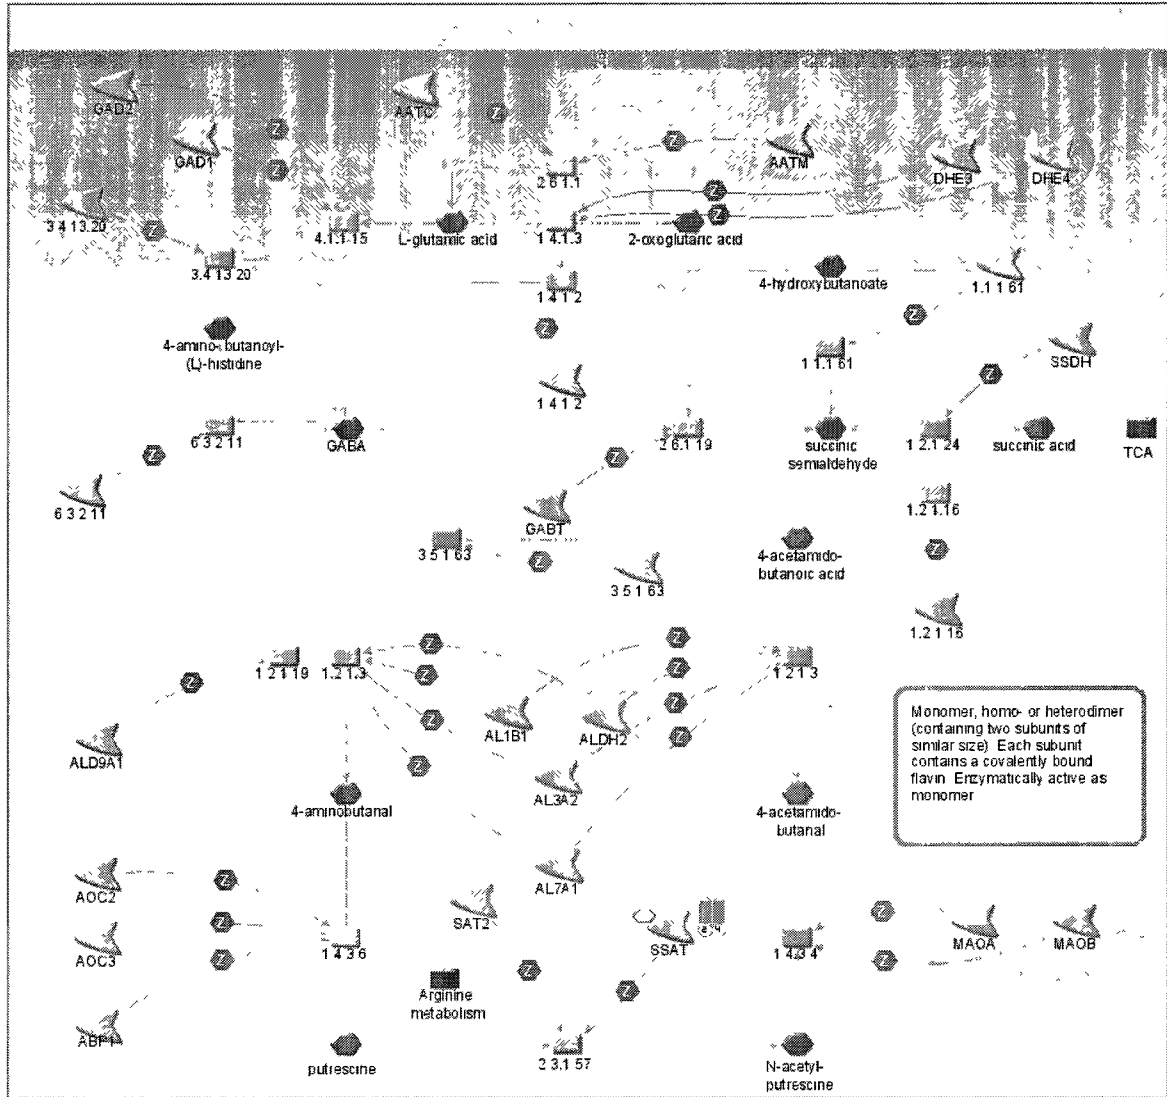 GAD2
AATC
Z
GAD1
Z
Z
AATM
DHE3
DHE4
Z
2 6 1.1
Z
3 4 13.20
Z
Z
4.1.1-15
L-glutamic acid
1 4.1.3
2-oxoglutaric acid
3.4 13 20
1 4 1 2
4-hydroxybutanoate
1.1 1 61
Z
Z
4-amino- butanoyl-
(L)-histidine
1 1.1 61
SSDH
Z
1 4 1 2
6 3 2 11
GABA
2 6.1 19
succinic
semialdehyde
1 2.1 24
succinic acid
TCA
Z
Z
6 3 2 11
GABT
1.2 1.16
3 5 1 63
Z
4-acetamido-
butanoic acid
Z
3 5 1 63
1.2 1 16
Z
Z
1 2 1 19
1.2 1.3
Z
Z
1 2 1 3
Z
Z
Z
AL1B1
ALDH2
Z
Z
ALD9A1
Z
AL3A2
4-aminobutanal
4-acetamido-
butanal
Monomer, homo- or heterodimer
(containing two subunits of
similar size) Each subunit
contains a covalently bound
flavin Enzymatically active as
monomer
AOC2
Z
AL7A1
SAT2
Z
SSAT
Z
AOC3
1 4 3 6
1 4.3 4
MAOA
MAOB
Z
Z
Z
Arginine
metabolism
Z
ABP1
putrescine
2 3.1 57
N-acetyl-
putrescine